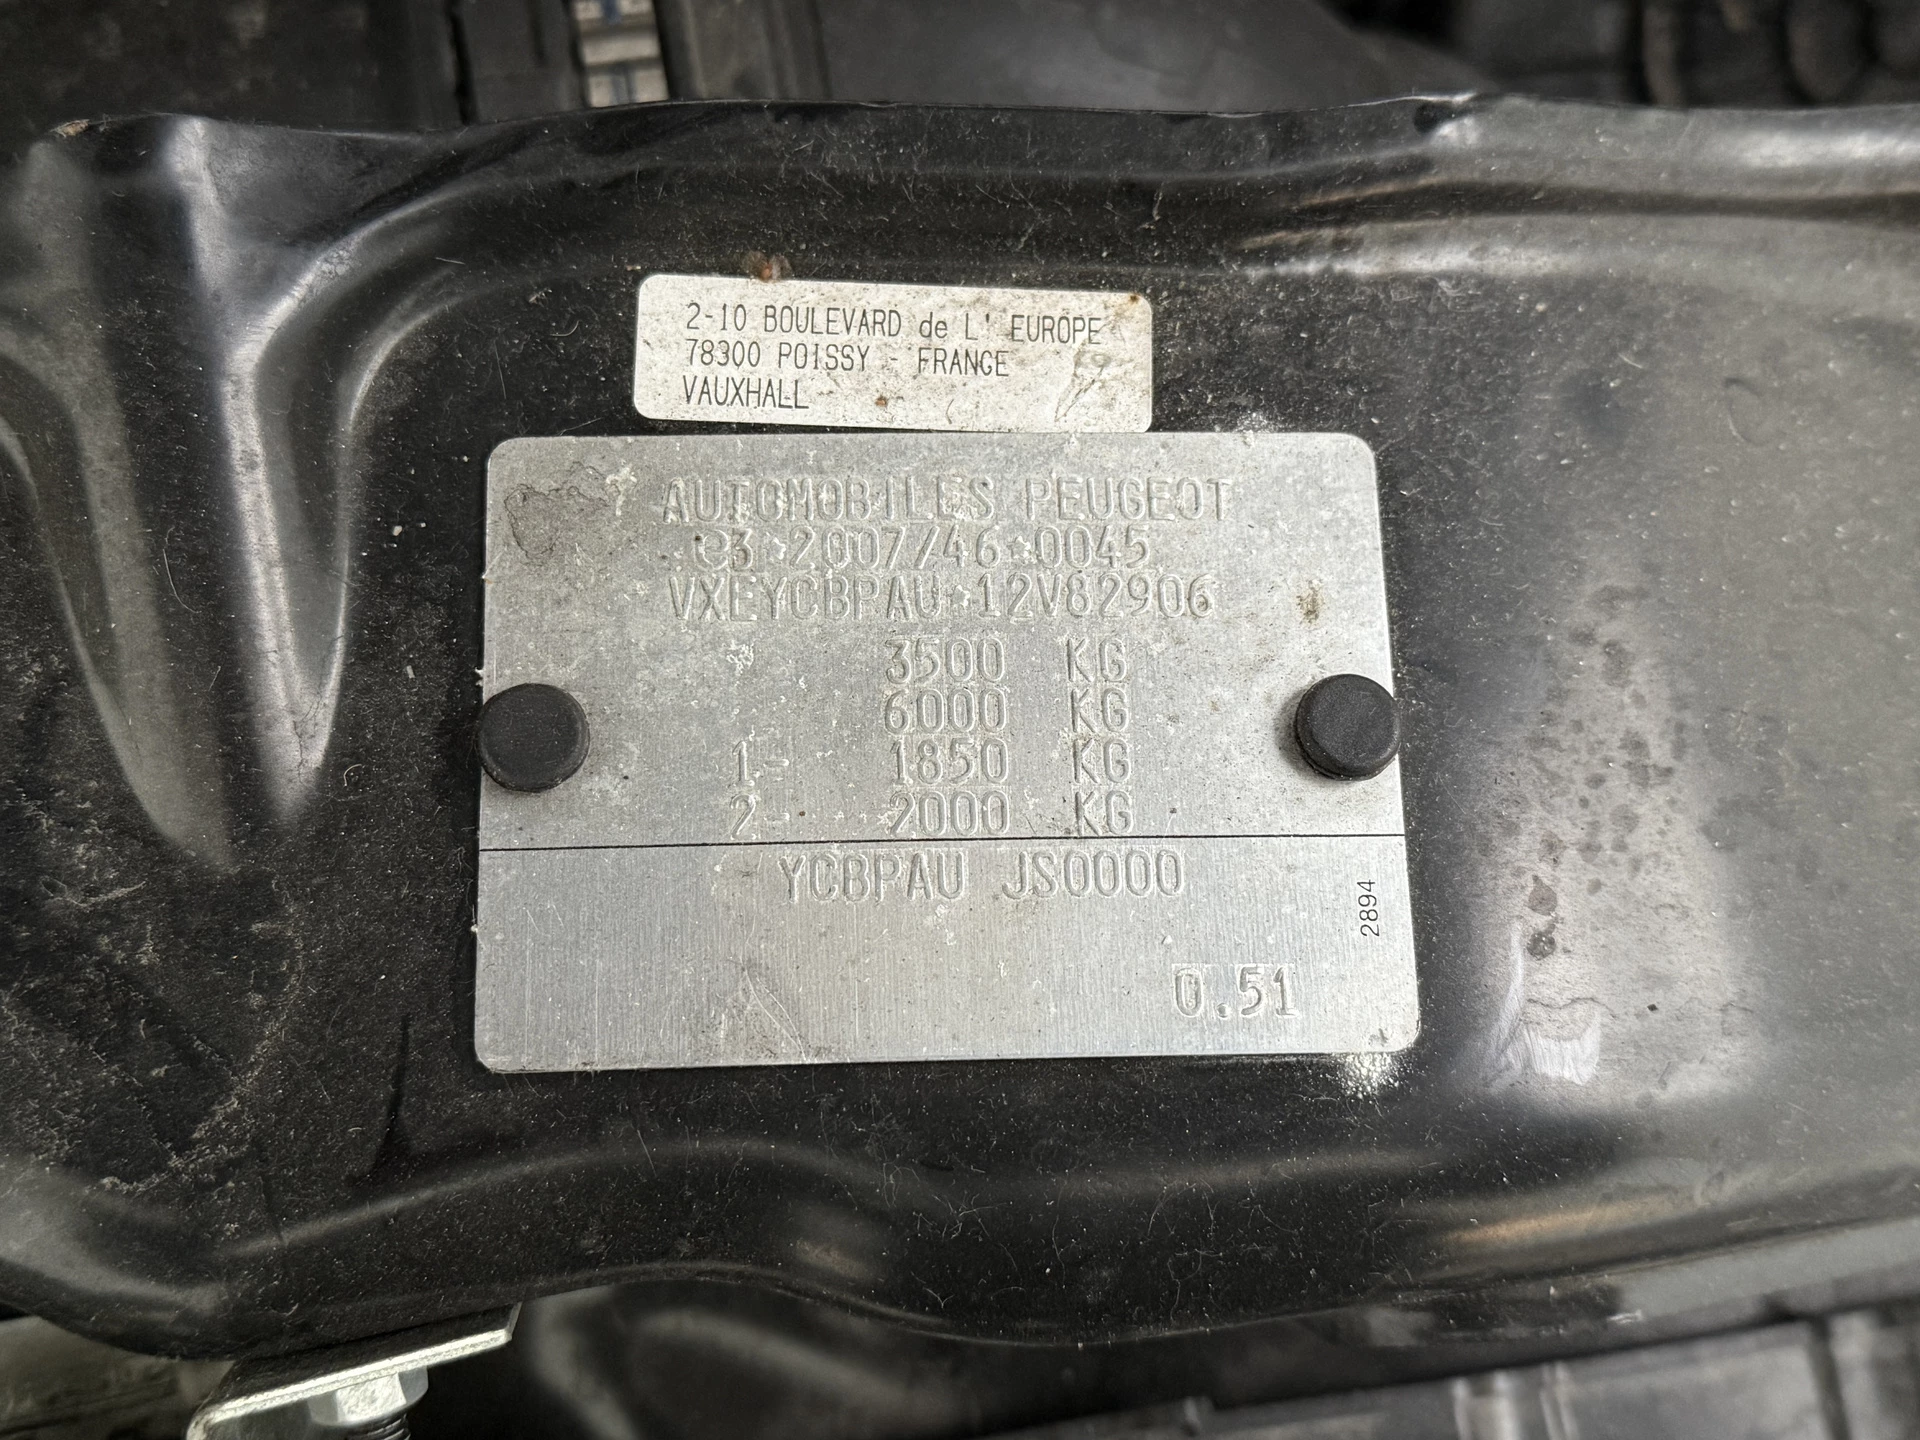 2-10 BOULEVARD de L' EUROPE
78300 POISSY - FRANCE
VAUXHALL
AUTOMOBILES PEUGEOT
e3*2007/46*0045
VXEYCBPAU*12V82906
3500 KG
6000 KG
1- 1850 KG
2- 2000 KG
YCBPAU JS0000
2894
0.51